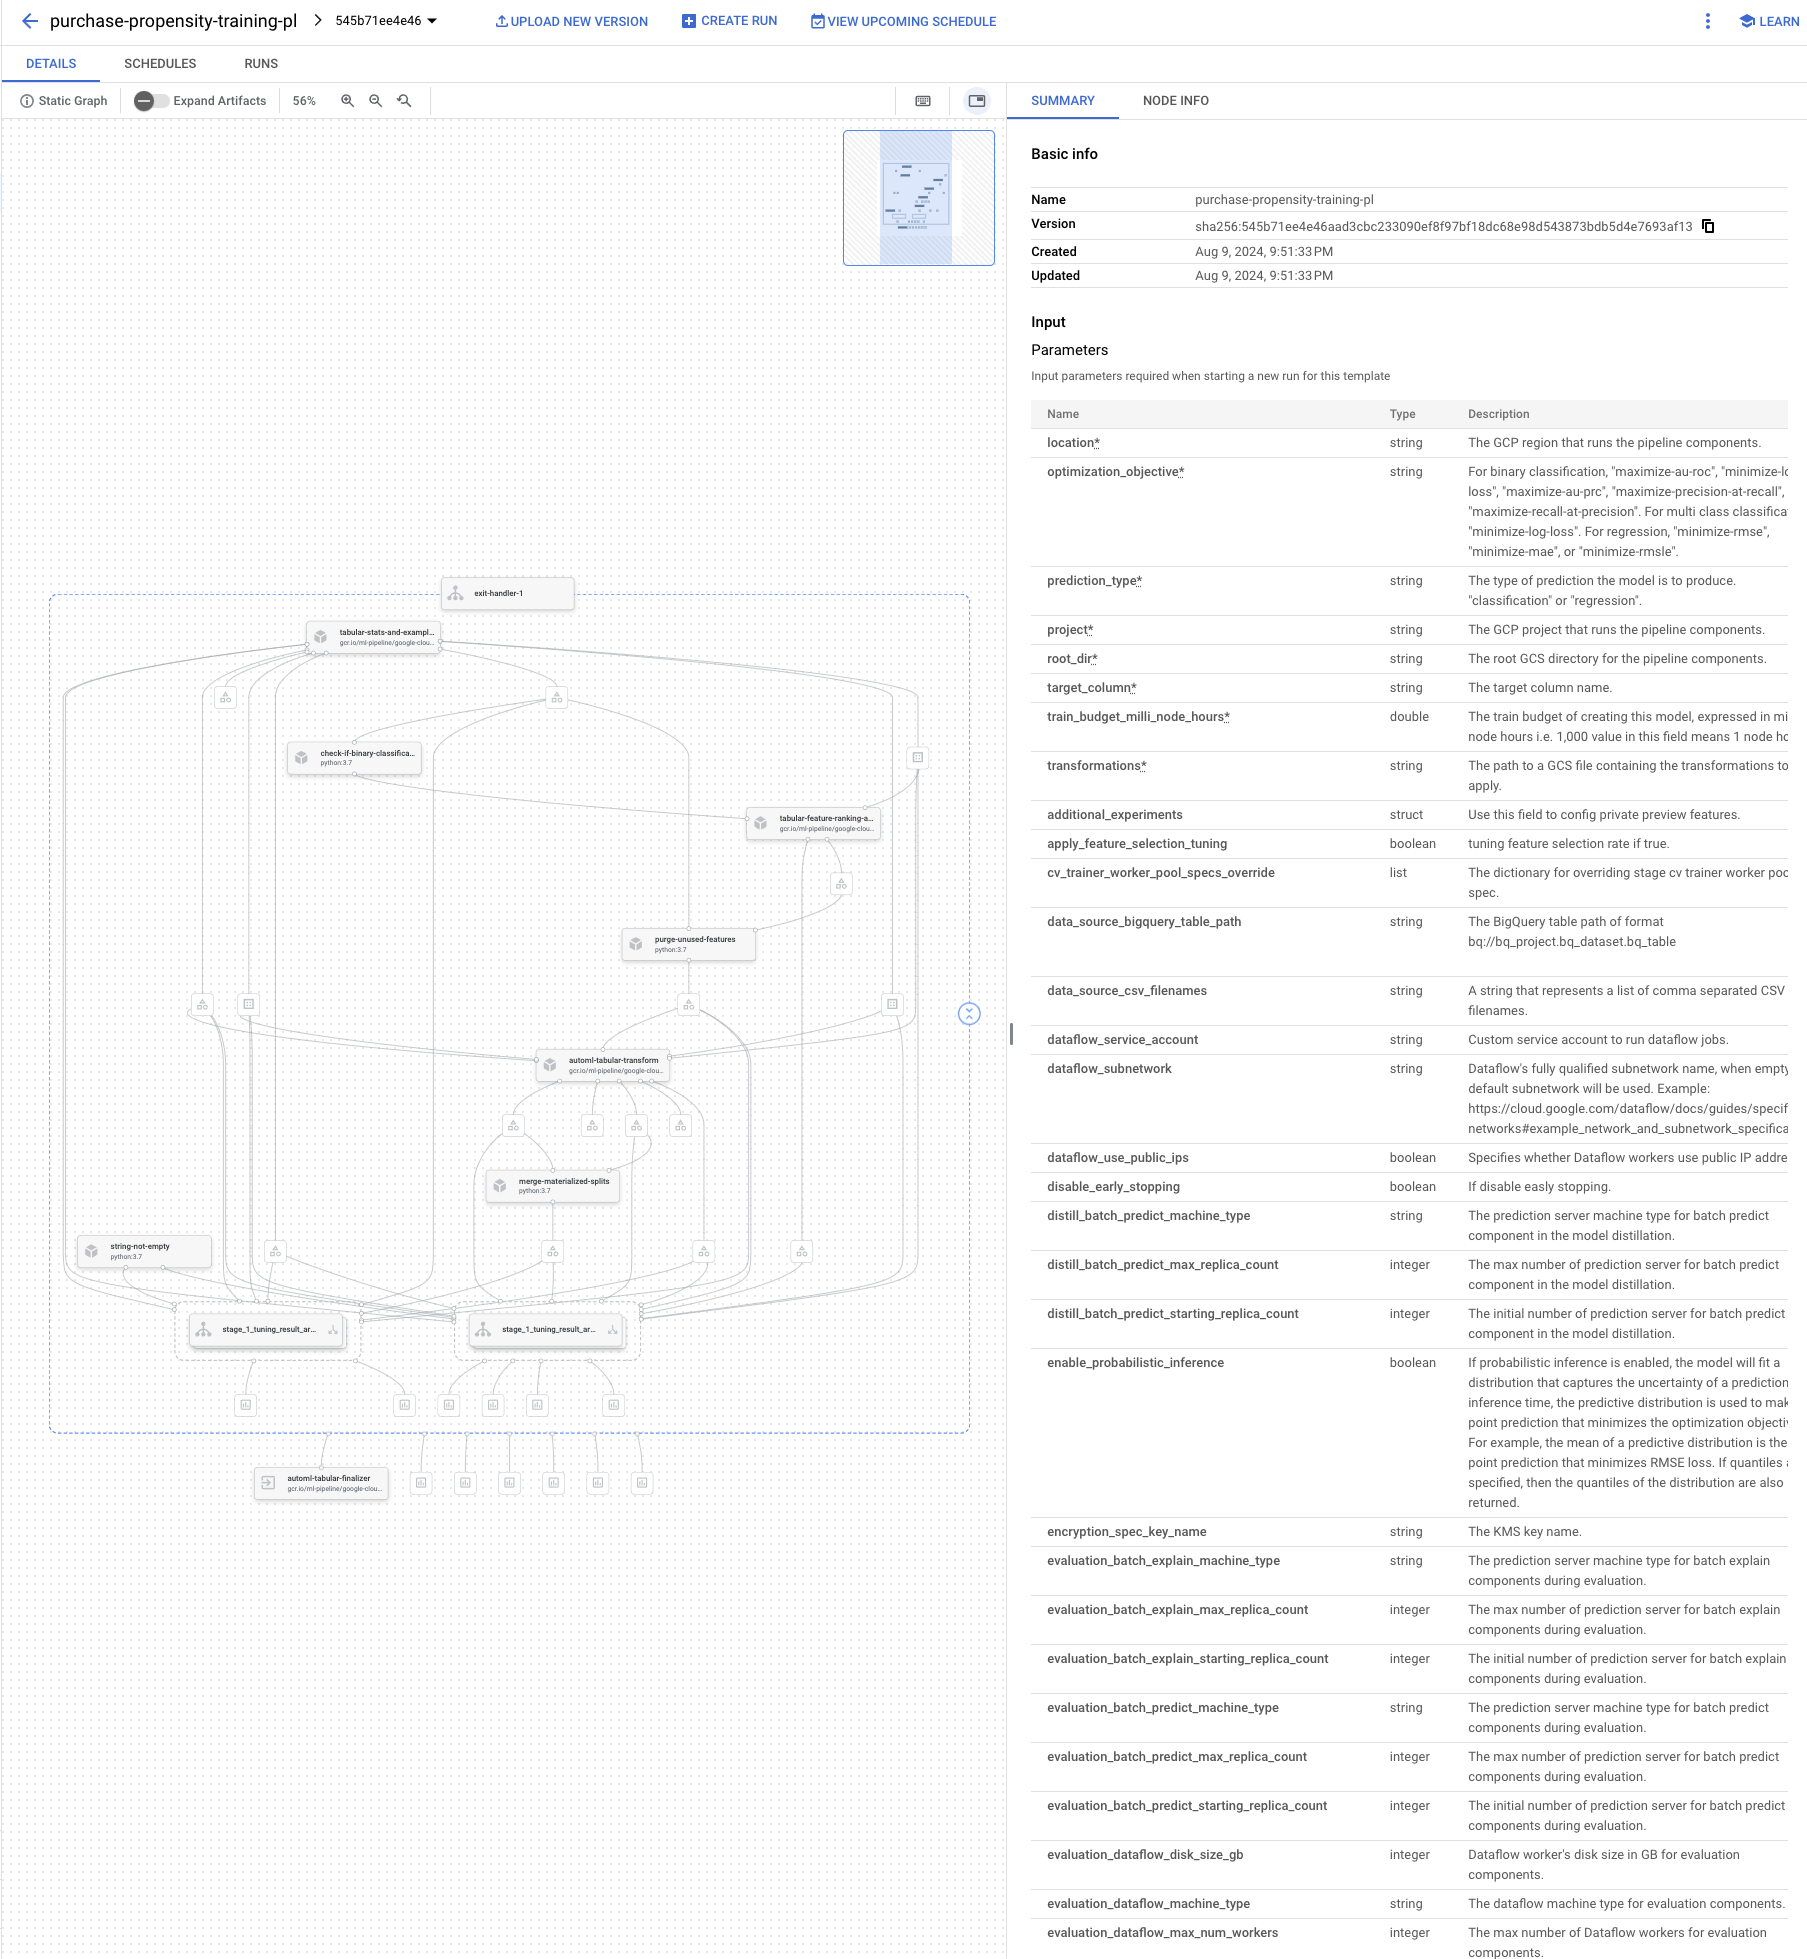 purchase-propensity-training-pl
545b71ee4e46
UPLOAD NEW VERSION
CREATE RUN
VIEW UPCOMING SCHEDULE
LEARN
DETAILS
SCHEDULES
RUNS
Static Graph
Expand Artifacts
56%
exit-handler-1
tabular-stats-and-exampl...
gcr.io/ml-pipeline/google-clou...
check-if-binary-classifica...
python:3.7
tabular-feature-ranking-a...
gcr.io/ml-pipeline/google-clou...
purge-unused-features
python:3.7
automl-tabular-transform
gcr.io/ml-pipeline/google-clou...
merge-materialized-splits
python:3.7
string-not-empty
python:3.7
stage_1_tuning_result_ar...
stage_1_tuning_result_ar...
automl-tabular-finalizer
gcr.io/ml-pipeline/google-clou...
SUMMARY
NODE INFO
Basic info
Name purchase-propensity-training-pl
Version sha256:545b71ee4e46aad3cbc233090ef8f97bf18dc68e98d543873bdb5d4e7693af13
Created Aug 9, 2024, 9:51:33 PM
Updated Aug 9, 2024, 9:51:33 PM
Input
Parameters
Input parameters required when starting a new run for this template
Name Type Description
location* string The GCP region that runs the pipeline components.
optimization_objective* string For binary classification, "maximize-au-roc", "minimize-lo
loss", "maximize-au-prc", "maximize-precision-at-recall",
"maximize-recall-at-precision". For multi class classifica
"minimize-log-loss". For regression, "minimize-rmse",
"minimize-mae", or "minimize-rmsle".
prediction_type* string The type of prediction the model is to produce.
"classification" or "regression".
project* string The GCP project that runs the pipeline components.
root_dir* string The root GCS directory for the pipeline components.
target_column* string The target column name.
train_budget_milli_node_hours* double The train budget of creating this model, expressed in mi
node hours i.e. 1,000 value in this field means 1 node ho
transformations* string The path to a GCS file containing the transformations to
apply.
additional_experiments struct Use this field to config private preview features.
apply_feature_selection_tuning boolean tuning feature selection rate if true.
cv_trainer_worker_pool_specs_override list The dictionary for overriding stage cv trainer worker poo
spec.
data_source_bigquery_table_path string The BigQuery table path of format
bq://bq_project.bq_dataset.bq_table
data_source_csv_filenames string A string that represents a list of comma separated CSV
filenames.
dataflow_service_account string Custom service account to run dataflow jobs.
dataflow_subnetwork string Dataflow's fully qualified subnetwork name, when empty
default subnetwork will be used. Example:
https://cloud.google.com/dataflow/docs/guides/specif
networks#example_network_and_subnetwork_specifica
dataflow_use_public_ips boolean Specifies whether Dataflow workers use public IP addre
disable_early_stopping boolean If disable easly stopping.
distill_batch_predict_machine_type string The prediction server machine type for batch predict
component in the model distillation.
distill_batch_predict_max_replica_count integer The max number of prediction server for batch predict
component in the model distillation.
distill_batch_predict_starting_replica_count integer The initial number of prediction server for batch predict
component in the model distillation.
enable_probabilistic_inference boolean If probabilistic inference is enabled, the model will fit a
distribution that captures the uncertainty of a prediction
inference time, the predictive distribution is used to mak
point prediction that minimizes the optimization objectiv
For example, the mean of a predictive distribution is the
point prediction that minimizes RMSE loss. If quantiles a
specified, then the quantiles of the distribution are also
returned.
encryption_spec_key_name string The KMS key name.
evaluation_batch_explain_machine_type string The prediction server machine type for batch explain
components during evaluation.
evaluation_batch_explain_max_replica_count integer The max number of prediction server for batch explain
components during evaluation.
evaluation_batch_explain_starting_replica_count integer The initial number of prediction server for batch explain
components during evaluation.
evaluation_batch_predict_machine_type string The prediction server machine type for batch predict
components during evaluation.
evaluation_batch_predict_max_replica_count integer The max number of prediction server for batch predict
components during evaluation.
evaluation_batch_predict_starting_replica_count integer The initial number of prediction server for batch predict
components during evaluation.
evaluation_dataflow_disk_size_gb integer Dataflow worker's disk size in GB for evaluation
components.
evaluation_dataflow_machine_type string The dataflow machine type for evaluation components.
evaluation_dataflow_max_num_workers integer The max number of Dataflow workers for evaluation
components.